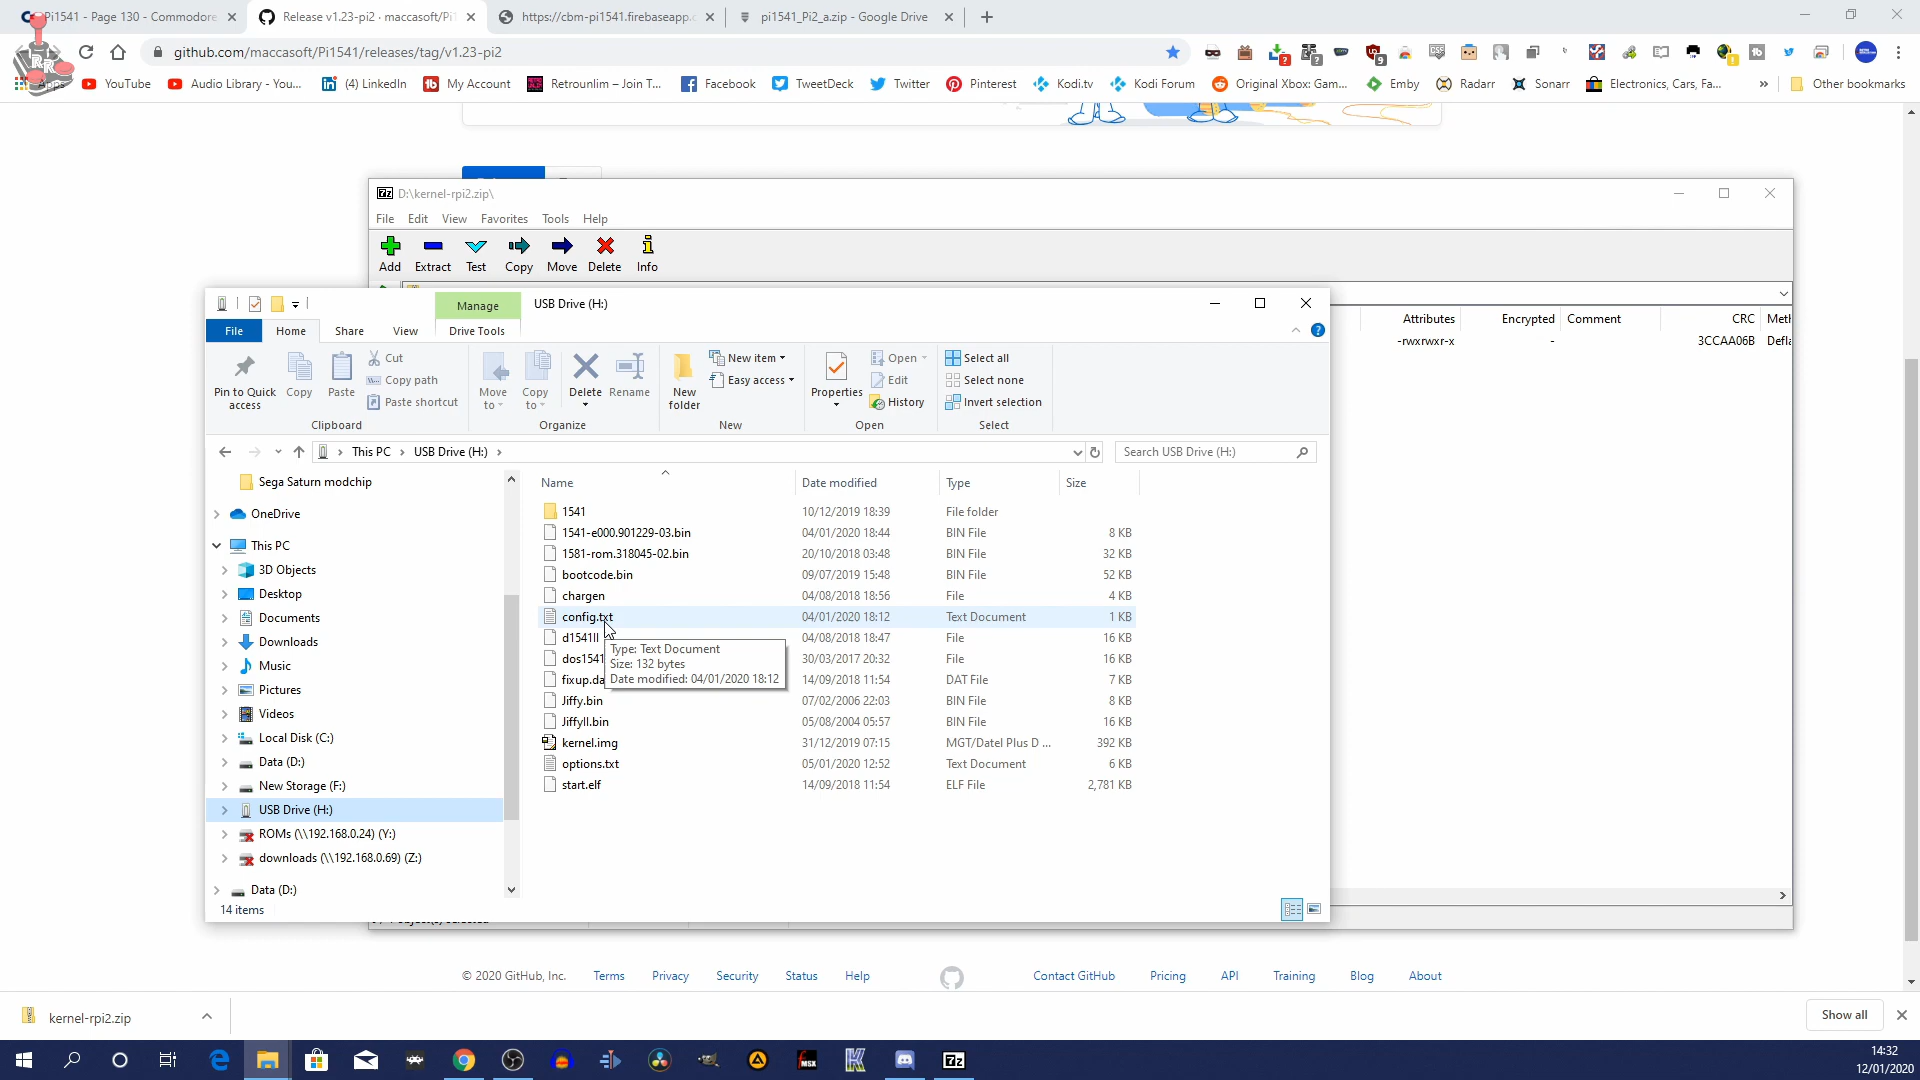 Pi1541 - Page 130 - Commodore
Release v1.23-pi2 · maccasoft/Pi1
https://cbm-pi1541.firebaseapp.c
pi1541_Pi2_a.zip - Google Drive
github.com/maccasoft/Pi1541/releases/tag/v1.23-pi2
RR
Apps
YouTube
Audio Library - You...
(4) LinkedIn
My Account
Retrounlim – Join T...
Facebook
TweetDeck
Twitter
Pinterest
Kodi.tv
Kodi Forum
Original Xbox: Gam...
Emby
Radarr
Sonarr
Electronics, Cars, Fa...
»
Other bookmarks
7z D:\kernel-rpi2.zip\
File Edit View Favorites Tools Help
Add Extract Test Copy Move Delete Info
Attributes Encrypted Comment CRC Meth
-rwxrwxr-x - 3CCAA06B Defla
Manage
USB Drive (H:)
File Home Share View Drive Tools
Pin to Quick access
Copy
Paste
Cut
Copy path
Paste shortcut
Clipboard
Move to
Copy to
Delete
Rename
Organize
New folder
New item
Easy access
New
Properties
Open
Edit
History
Open
Select all
Select none
Invert selection
Select
This PC > USB Drive (H:) >
Search USB Drive (H:)
Sega Saturn modchip
OneDrive
This PC
3D Objects
Desktop
Documents
Downloads
Music
Pictures
Videos
Local Disk (C:)
Data (D:)
New Storage (F:)
USB Drive (H:)
ROMs (\\192.168.0.24) (Y:)
downloads (\\192.168.0.69) (Z:)
Data (D:)
Name Date modified Type Size
1541 10/12/2019 18:39 File folder
1541-e000.901229-03.bin 04/01/2020 18:44 BIN File 8 KB
1581-rom.318045-02.bin 20/10/2018 03:48 BIN File 32 KB
bootcode.bin 09/07/2019 15:48 BIN File 52 KB
chargen 04/08/2018 18:56 File 4 KB
config.txt 04/01/2020 18:12 Text Document 1 KB
d1541II 04/08/2018 18:47 File 16 KB
dos1541 30/03/2017 20:32 File 16 KB
fixup.da 14/09/2018 11:54 DAT File 7 KB
Jiffy.bin 07/02/2006 22:03 BIN File 8 KB
JiffyII.bin 05/08/2004 05:57 BIN File 16 KB
kernel.img 31/12/2019 07:15 MGT/Datel Plus D ... 392 KB
options.txt 05/01/2020 12:52 Text Document 6 KB
start.elf 14/09/2018 11:54 ELF File 2,781 KB
Type: Text Document
Size: 132 bytes
Date modified: 04/01/2020 18:12
14 items
© 2020 GitHub, Inc. Terms Privacy Security Status Help Contact GitHub Pricing API Training Blog About
kernel-rpi2.zip
Show all
14:32
12/01/2020